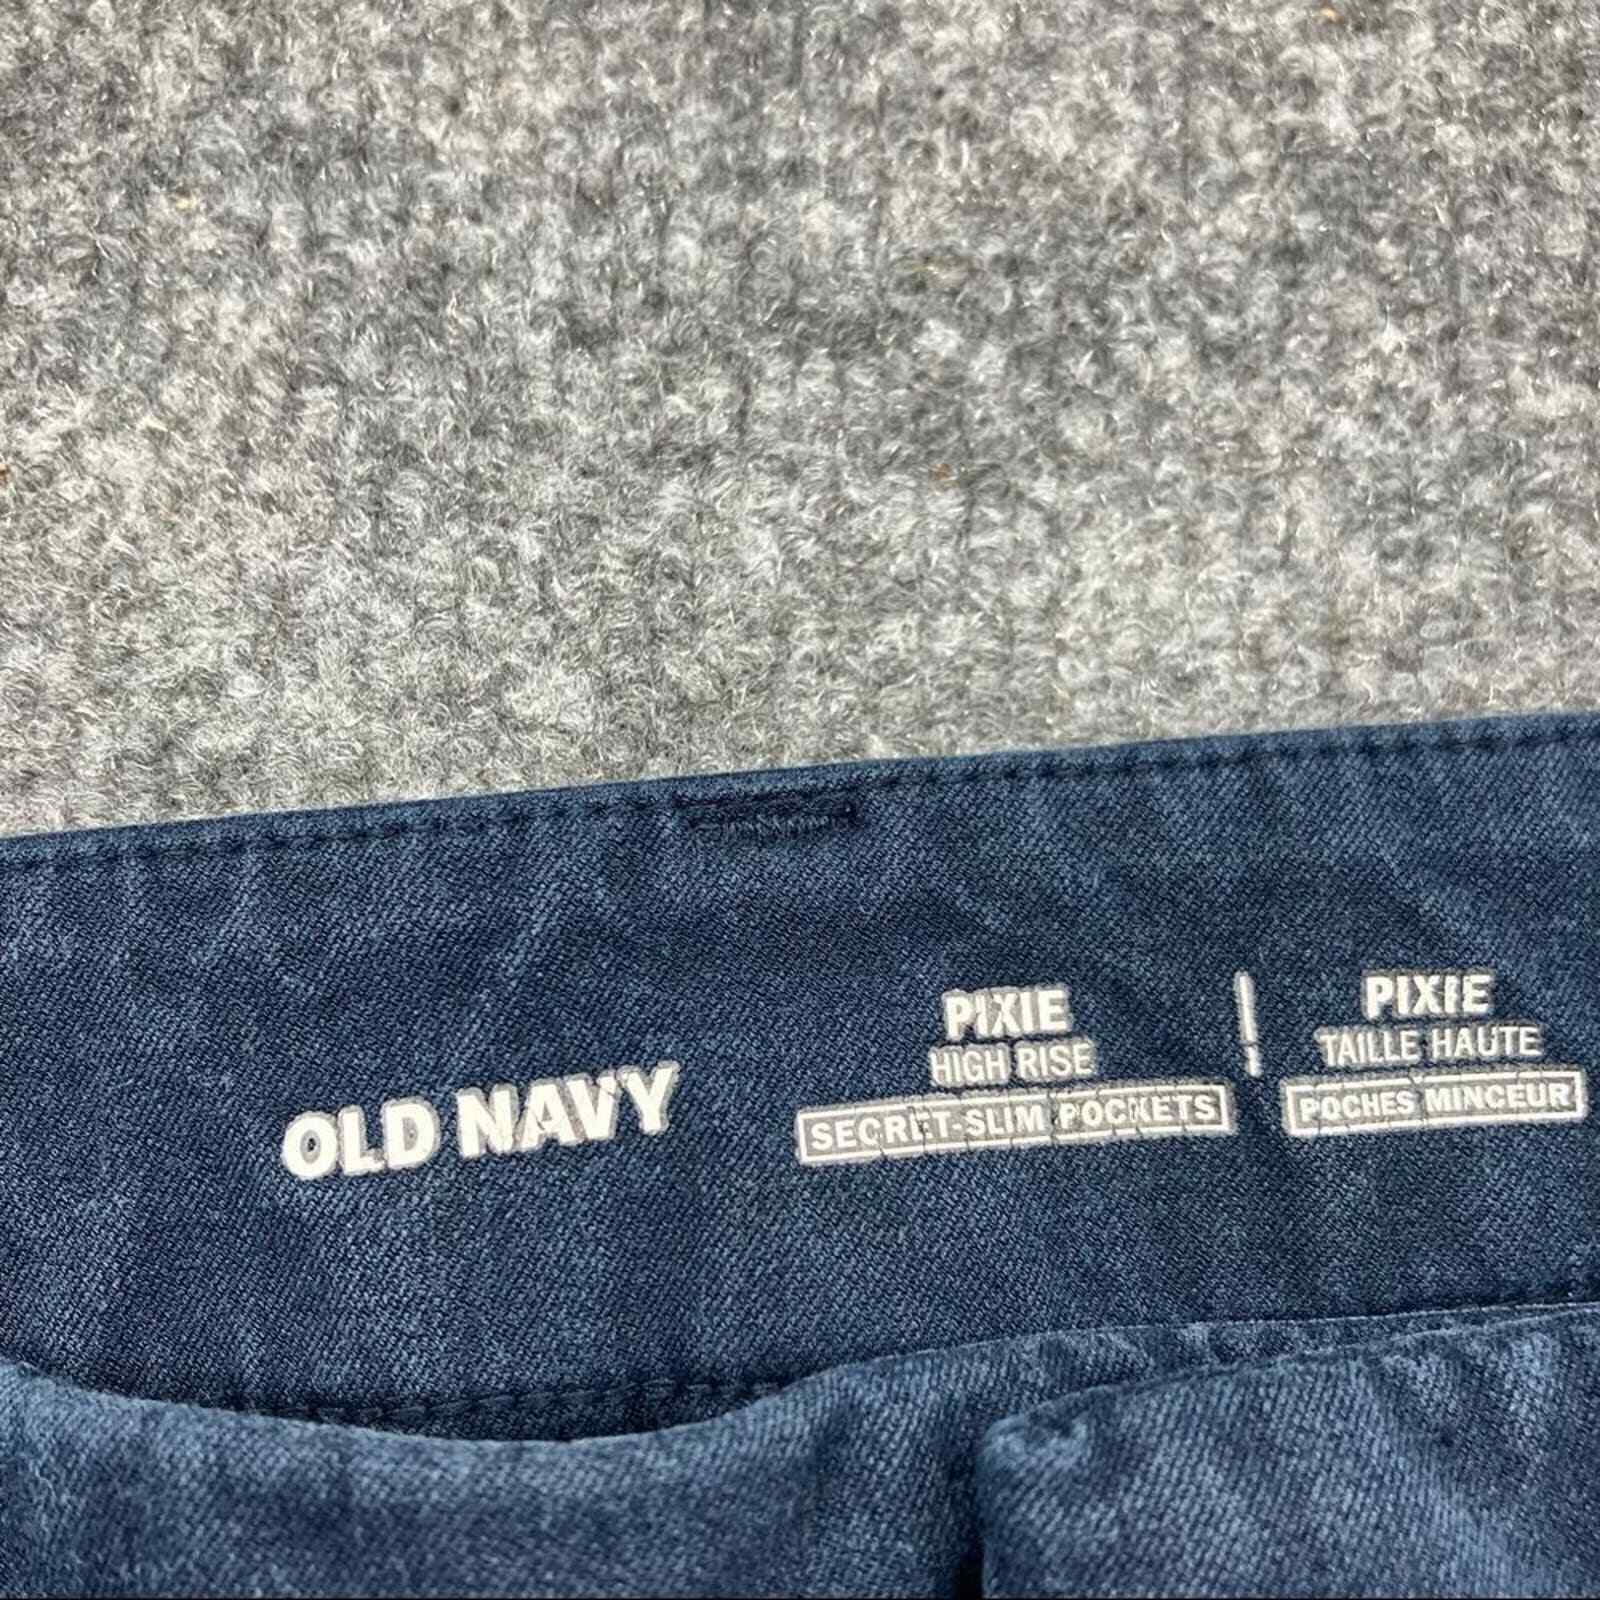 OLD NAVY
PIXIE
HIGH RISE
SECRET-SLIM POCKETS
PIXIE
TAILLE HAUTE
POCHES MINCEUR